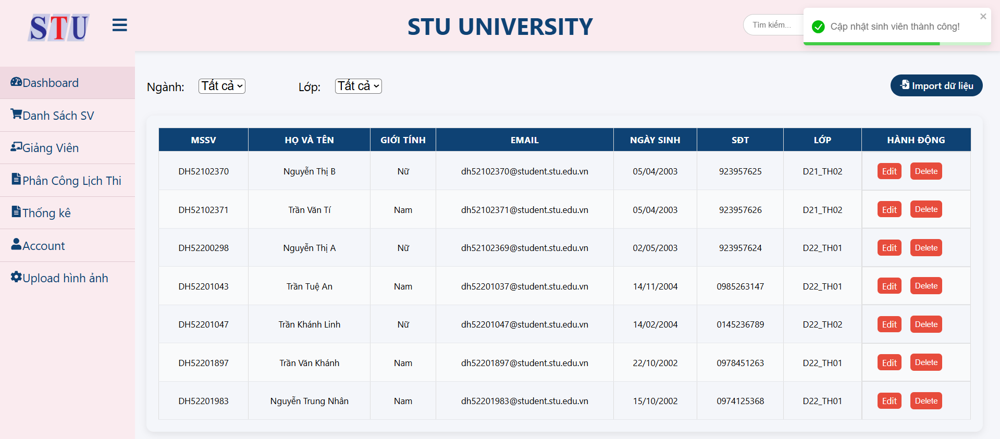 STU
STU UNIVERSITY
Tìm kiếm...
Cập nhật sinh viên thành công!
Dashboard
Danh Sách SV
Giảng Viên
Phân Công Lịch Thi
Thống kê
Account
Upload hình ảnh
Ngành: Tất cả Lớp: Tất cả Import dữ liệu
MSSV HỌ VÀ TÊN GIỚI TÍNH EMAIL NGÀY SINH SĐT LỚP HÀNH ĐỘNG
DH52102370 Nguyễn Thị B Nữ dh52102370@student.stu.edu.vn 05/04/2003 923957625 D21_TH02 Edit Delete
DH52102371 Trần Văn Tí Nam dh52102371@student.stu.edu.vn 05/04/2003 923957626 D21_TH02 Edit Delete
DH52200298 Nguyễn Thị A Nữ dh52102369@student.stu.edu.vn 02/05/2003 923957624 D22_TH01 Edit Delete
DH52201043 Trần Tuệ An Nam dh52201037@student.stu.edu.vn 14/11/2004 0985263147 D22_TH01 Edit Delete
DH52201047 Trần Khánh Linh Nữ dh52201047@student.stu.edu.vn 14/02/2004 0145236789 D22_TH02 Edit Delete
DH52201897 Trần Văn Khánh Nam dh52201897@student.stu.edu.vn 22/10/2002 0978451263 D22_TH01 Edit Delete
DH52201983 Nguyễn Trung Nhân Nam dh52201983@student.stu.edu.vn 15/10/2002 0974125368 D22_TH01 Edit Delete